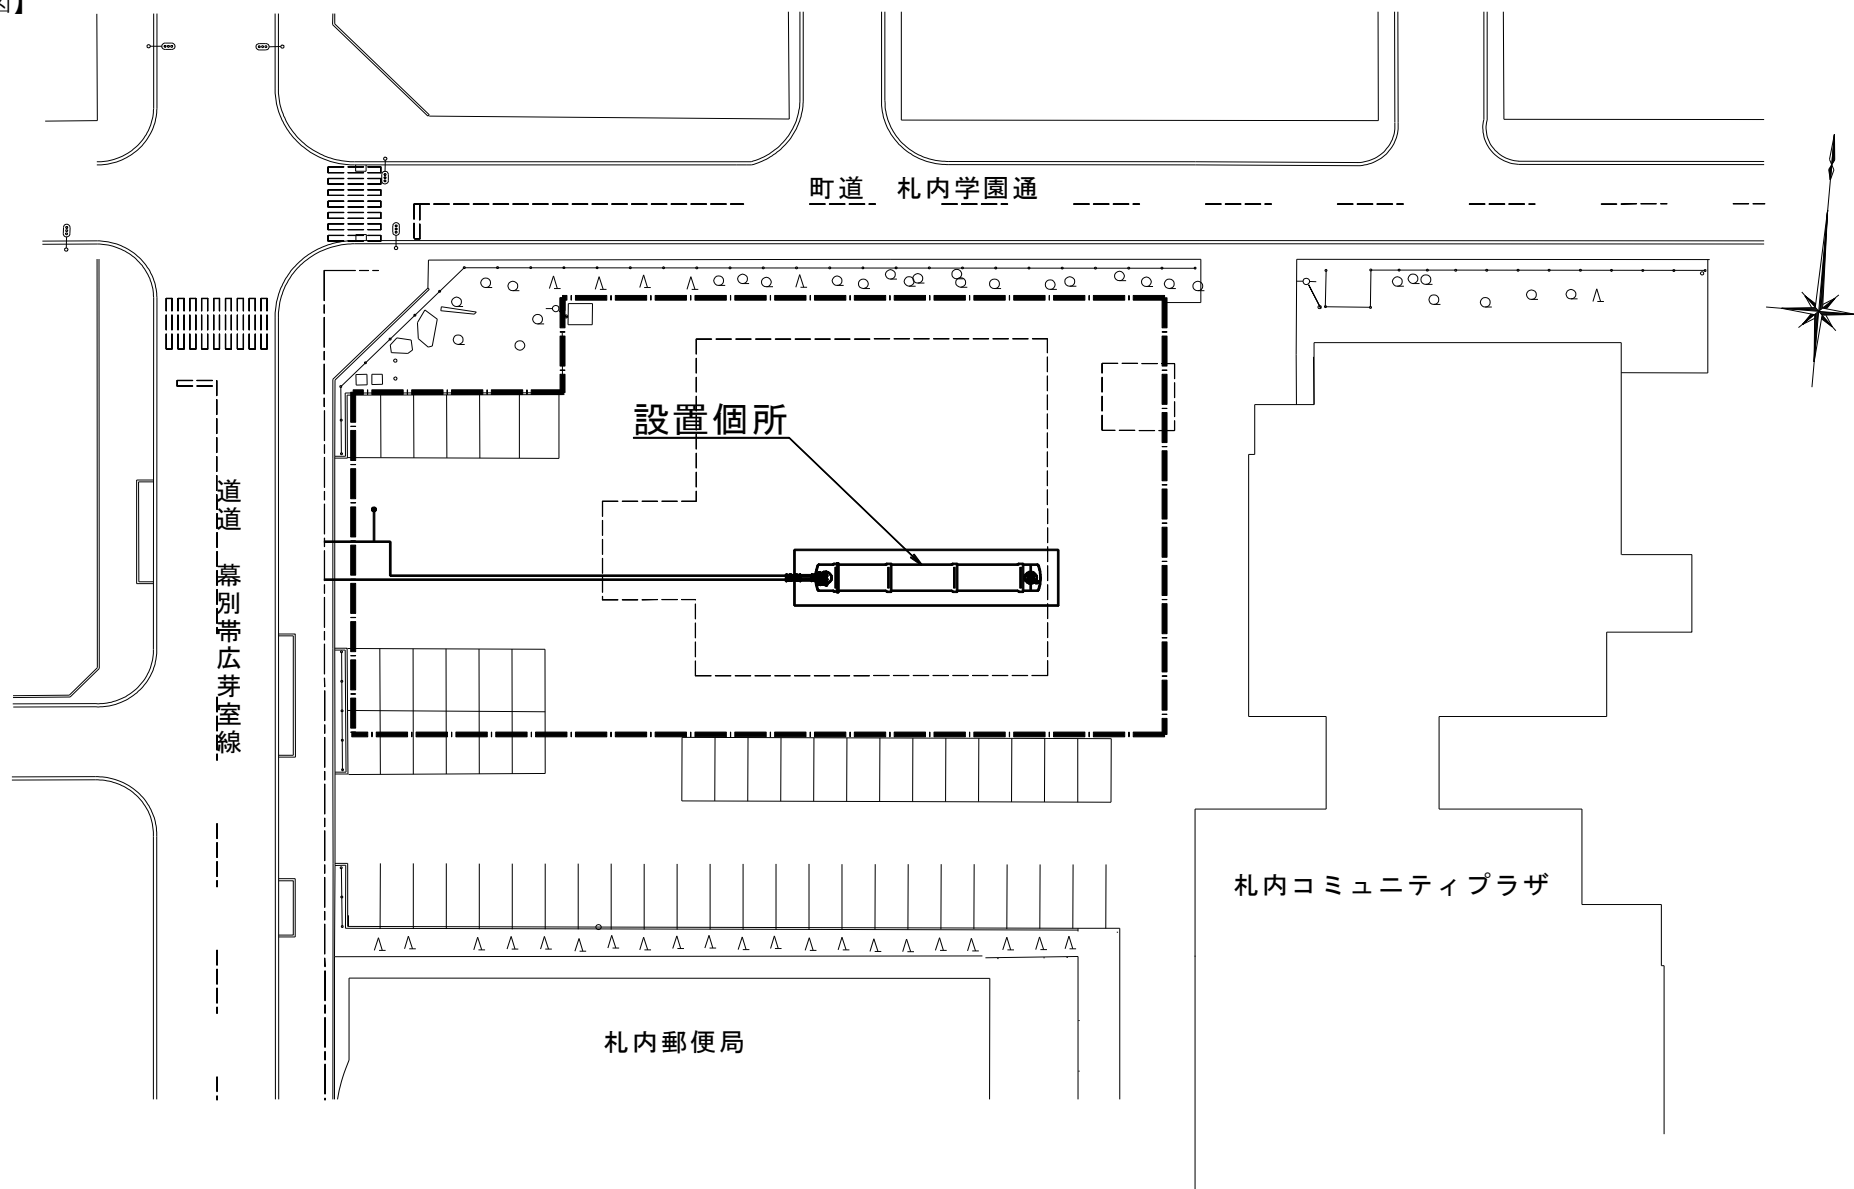 図】
町道　札内学園通
設置個所
道道　幕別帯広芽室線
札内コミュニティプラザ
札内郵便局